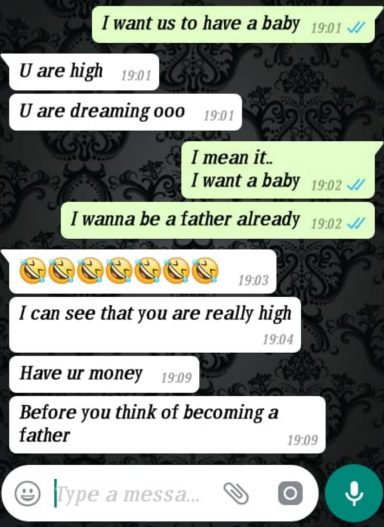 I want us to have a baby 19:01
U are high 19:01
U are dreaming ooo 19:01
I mean it..
I want a baby 19:02
I wanna be a father already 19:02
🤣🤣🤣🤣🤣🤣🤣 19:03
I can see that you are really high
19:04
Have ur money 19:09
Before you think of becoming a
father 19:09
Type a messa...